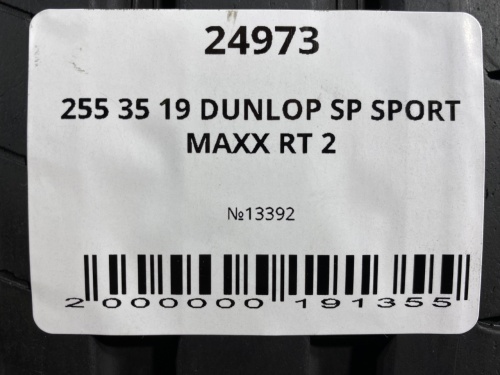 24973
255 35 19 DUNLOP SP SPORT
MAXX RT 2
№13392
2 000000 191355